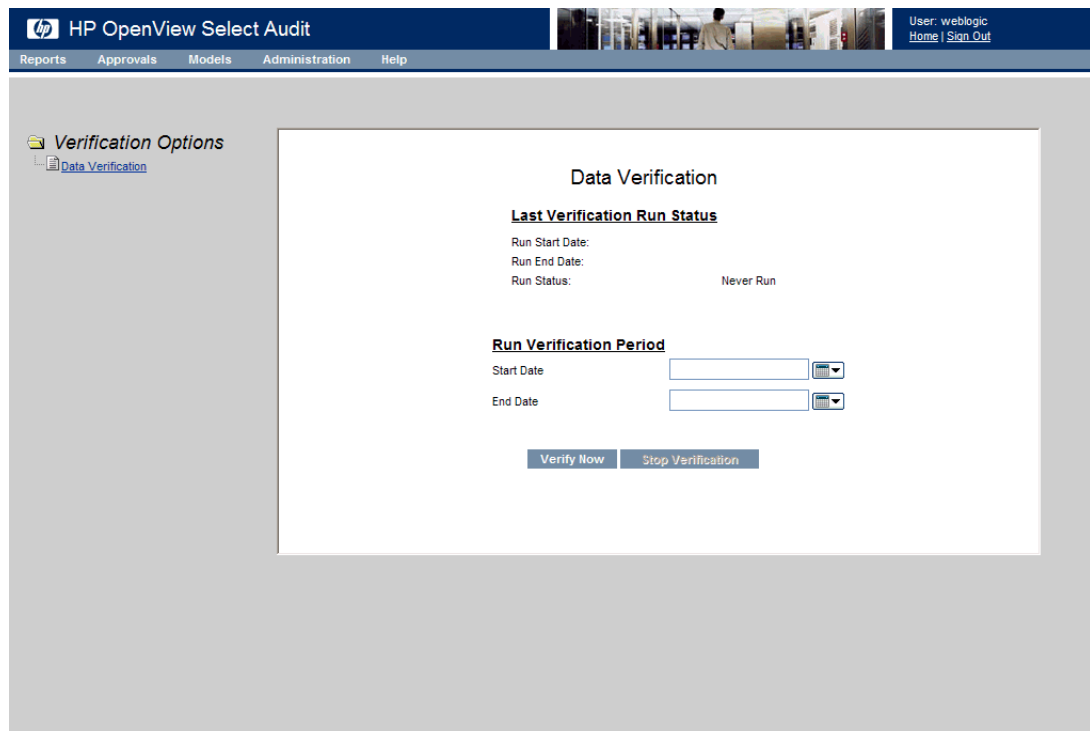 hp HP OpenView Select Audit
User: weblogic
Home | Sign Out
Reports Approvals Models Administration Help
Verification Options
Data Verification
Data Verification
Last Verification Run Status
Run Start Date:
Run End Date:
Run Status: Never Run
Run Verification Period
Start Date
End Date
Verify Now Stop Verification